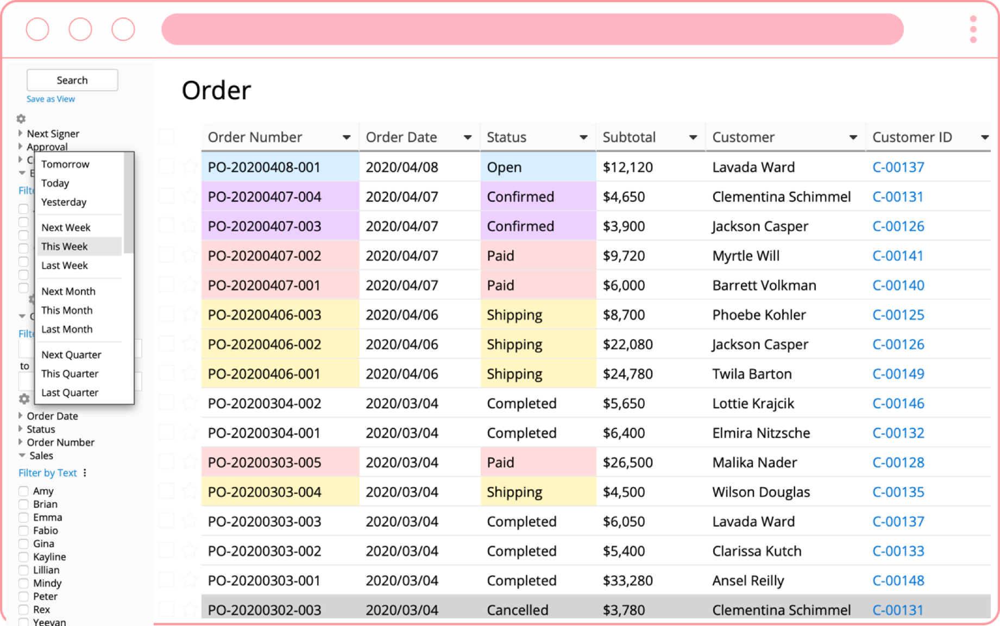 Search
Save as View
Next Signer
Approval
Tomorrow
Today
Yesterday
Next Week
This Week
Last Week
Next Month
This Month
Last Month
Next Quarter
This Quarter
Last Quarter
to
Order Date
Status
Order Number
Sales
Filter by Text
Amy
Brian
Emma
Fabio
Gina
Kayline
Lillian
Mindy
Peter
Rex
Yeevan
Order
Order Number Order Date Status Subtotal Customer Customer ID
PO-20200408-001 2020/04/08 Open $12,120 Lavada Ward C-00137
PO-20200407-004 2020/04/07 Confirmed $4,650 Clementina Schimmel C-00131
PO-20200407-003 2020/04/07 Confirmed $3,900 Jackson Casper C-00126
PO-20200407-002 2020/04/07 Paid $9,720 Myrtle Will C-00141
PO-20200407-001 2020/04/07 Paid $6,000 Barrett Volkman C-00140
PO-20200406-003 2020/04/06 Shipping $8,700 Phoebe Kohler C-00125
PO-20200406-002 2020/04/06 Shipping $22,080 Jackson Casper C-00126
PO-20200406-001 2020/04/06 Shipping $24,780 Twila Barton C-00149
PO-20200304-002 2020/03/04 Completed $5,650 Lottie Krajcik C-00146
PO-20200304-001 2020/03/04 Completed $6,400 Elmira Nitzsche C-00132
PO-20200303-005 2020/03/04 Paid $26,500 Malika Nader C-00128
PO-20200303-004 2020/03/04 Shipping $4,500 Wilson Douglas C-00135
PO-20200303-003 2020/03/04 Completed $6,050 Lavada Ward C-00137
PO-20200303-002 2020/03/04 Completed $5,400 Clarissa Kutch C-00133
PO-20200303-001 2020/03/04 Completed $33,280 Ansel Reilly C-00148
PO-20200302-003 2020/03/04 Cancelled $3,780 Clementina Schimmel C-00131